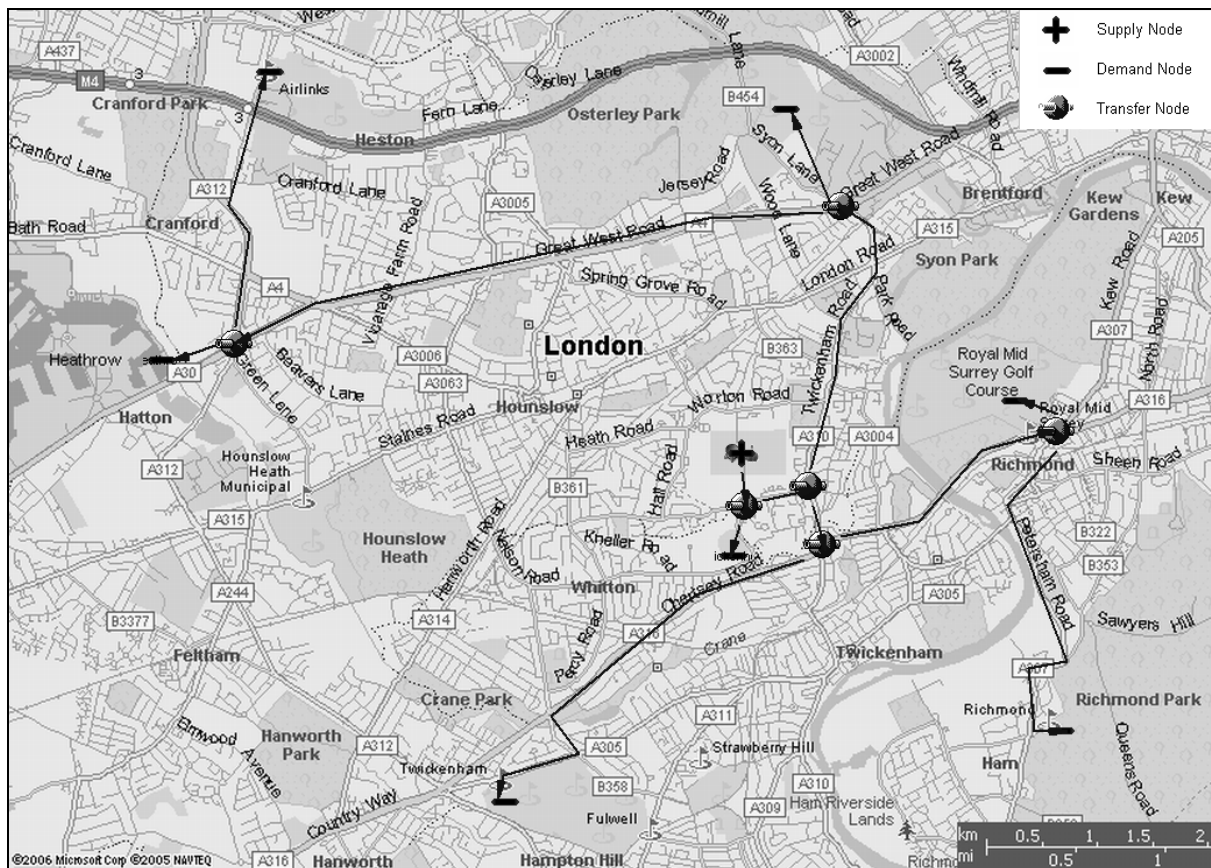 Supply Node
Demand Node
Transfer Node
A437
M4
3
Cranford Park
3
Airlinks
Heston
Fern Lane
Osterley Park
Lane
B454
A3002
Windmill Road
Syon Lane
Great West Road
Brentford
Kew
Gardens
Kew
A205
Cranford Lane
A312
Cranford
Cranford Lane
A3005
Jersey Road
Wood Lane
A4
A315
Syon Park
Kew Road
Bath Road
Vicarage Farm Road
Great West Road
Spring Grove Road
London Road
Park Road
A4
A307
North Road
Heathrow
A30
Green Lane
Beavers Lane
A3006
London
B363
Twickenham Road
Royal Mid
Surrey Golf
Course
Hatton
A3063
Hounslow
Worton Road
Royal Mid
A316
Staines Road
Heath Road
A310
A3004
Richmond
Sheen Road
A312
Hounslow
Heath
Municipal
B361
Hall Road
A315
Hounslow
Heath
Nelson Road
Kneller Road
Petersham Road
B322
B353
Whitton
Chertsey Road
A244
A305
B3377
A314
A316
Crane
Sawyers Hill
Feltham
Percy Road
Twickenham
A307
Crane Park
Richmond
Richmond Park
Hanworth
Park
Elmwood Avenue
A312
A311
A305
Strawberry Hill
Queens Road
Twickenham
Ham
Country Way
B358
A310
A309
Ham Riverside
Lands
Fulwell
A316
Hanworth
Hampton Hill
km 0.5 1 1.5 2
mi 0.5 1
©2006 Microsoft Corp ©2005 NAVTEQ